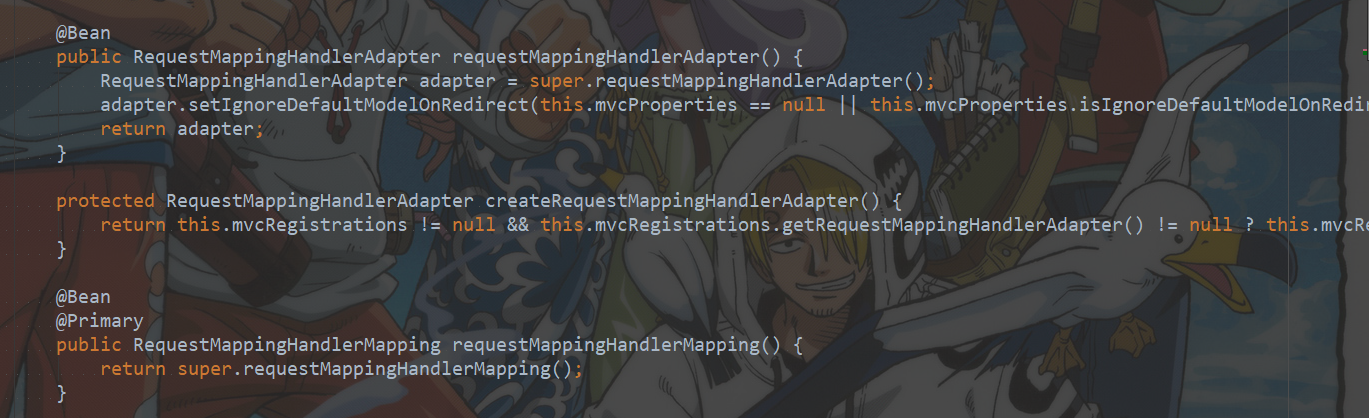 @Bean
public RequestMappingHandlerAdapter requestMappingHandlerAdapter() {
RequestMappingHandlerAdapter adapter = super.requestMappingHandlerAdapter();
adapter.setIgnoreDefaultModelOnRedirect(this.mvcProperties == null || this.mvcProperties.isIgnoreDefaultModelOnRedir
return adapter;
}
protected RequestMappingHandlerAdapter createRequestMappingHandlerAdapter() {
return this.mvcRegistrations != null && this.mvcRegistrations.getRequestMappingHandlerAdapter() != null ? this.mvcRe
}
@Bean
@Primary
public RequestMappingHandlerMapping requestMappingHandlerMapping() {
return super.requestMappingHandlerMapping();
}